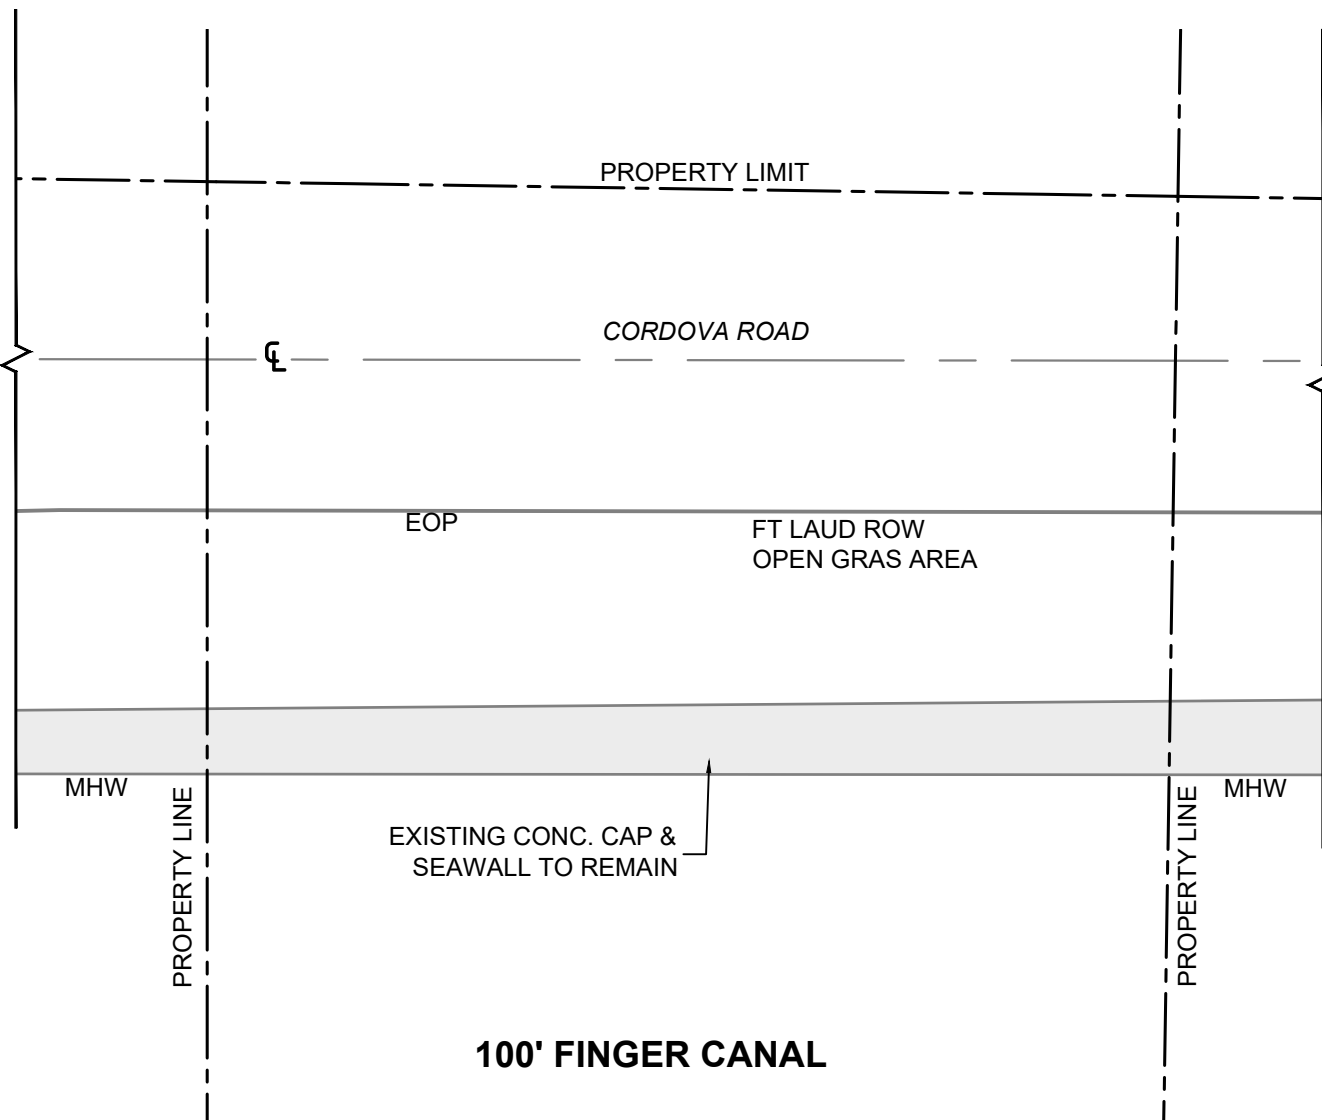 PROPERTY LIMIT
CORDOVA ROAD
℄
EOP
FT LAUD ROW
OPEN GRAS AREA
MHW
MHW
PROPERTY LINE
PROPERTY LINE
EXISTING CONC. CAP &
SEAWALL TO REMAIN
100' FINGER CANAL